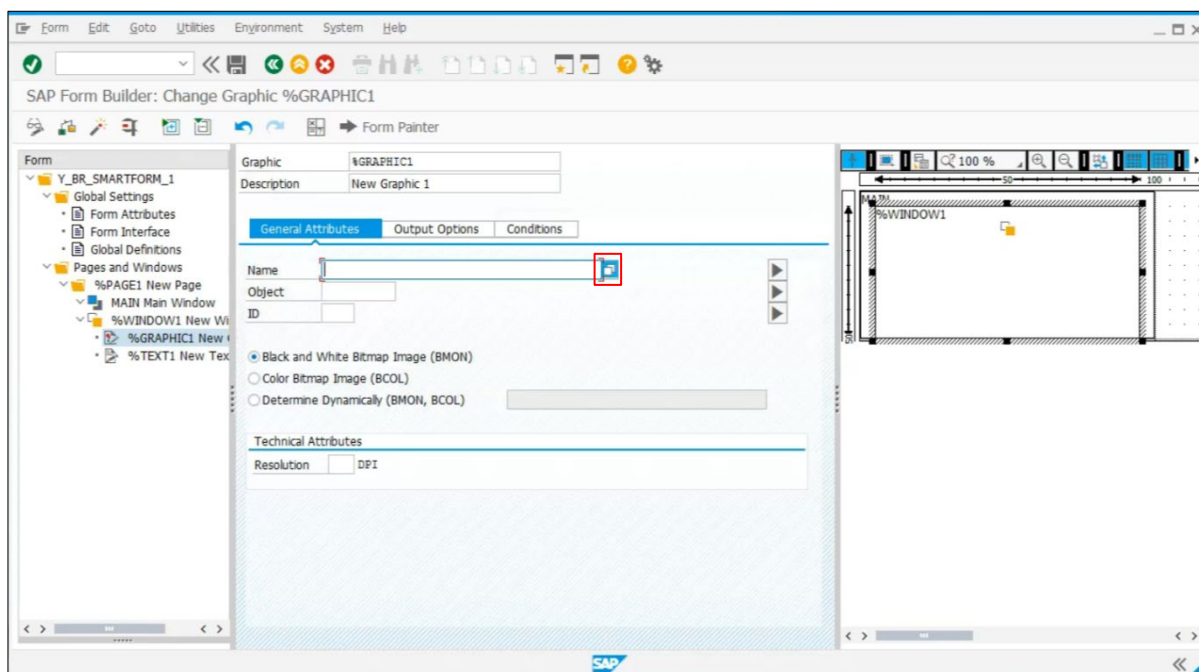 Form Edit Goto Utilities Environment System Help
SAP Form Builder: Change Graphic %GRAPHIC1
Form Painter
Form
Y_BR_SMARTFORM_1
Global Settings
Form Attributes
Form Interface
Global Definitions
Pages and Windows
%PAGE1 New Page
MAIN Main Window
%WINDOW1 New Wi
%GRAPHIC1 New
%TEXT1 New Tex
Graphic %GRAPHIC1
Description New Graphic 1
General Attributes Output Options Conditions
Name
Object
ID
Black and White Bitmap Image (BMON)
Color Bitmap Image (BCOL)
Determine Dynamically (BMON, BCOL)
Technical Attributes
Resolution DPI
100 %
50 100
MAIN
%WINDOW1
50
SAP